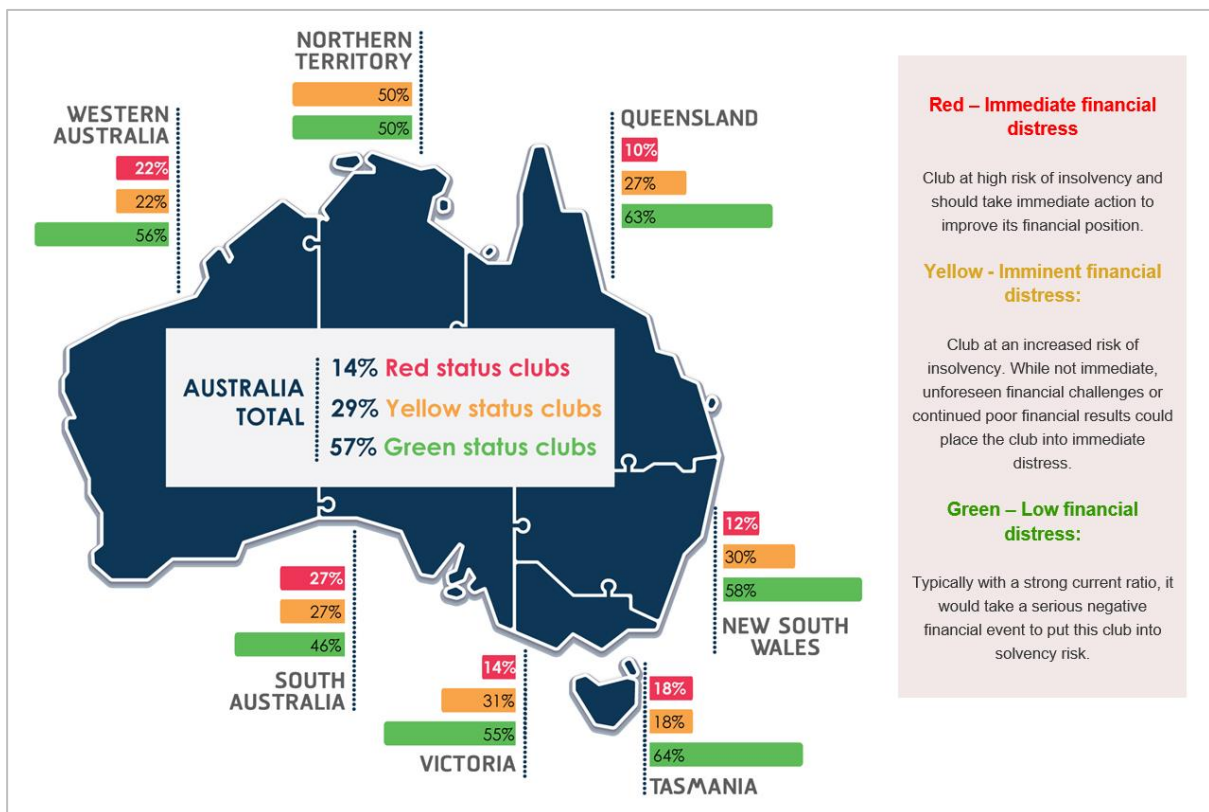 NORTHERN
TERRITORY
50%
50%
WESTERN
AUSTRALIA
22%
22%
56%
QUEENSLAND
10%
27%
63%
AUSTRALIA
TOTAL
14% Red status clubs
29% Yellow status clubs
57% Green status clubs
27%
27%
46%
SOUTH
AUSTRALIA
14%
31%
55%
VICTORIA
18%
18%
64%
TASMANIA
12%
30%
58%
NEW SOUTH
WALES
Red – Immediate financial
distress
Club at high risk of insolvency and
should take immediate action to
improve its financial position.
Yellow - Imminent financial
distress:
Club at an increased risk of
insolvency. While not immediate,
unforeseen financial challenges or
continued poor financial results could
place the club into immediate
distress.
Green – Low financial
distress:
Typically with a strong current ratio, it
would take a serious negative
financial event to put this club into
solvency risk.